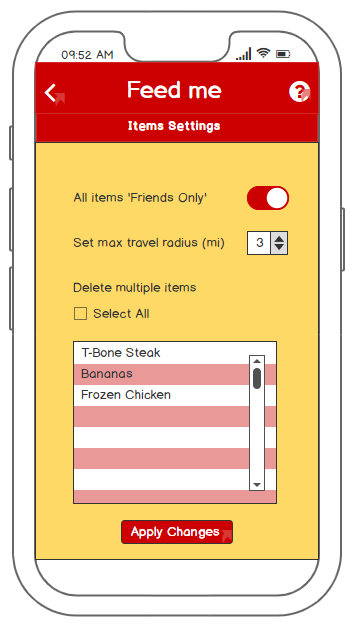 09:52 AM
Feed me
?
Items Settings
All items 'Friends Only'
Set max travel radius (mi)
3
Delete multiple items
Select All
T-Bone Steak
Bananas
Frozen Chicken
Apply Changes